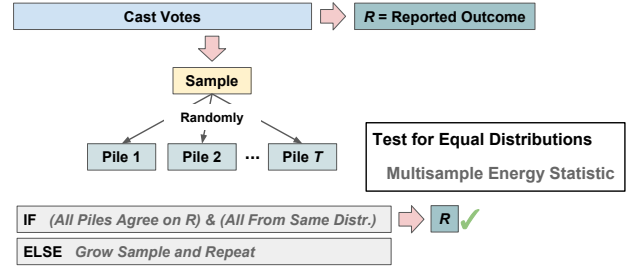 Cast Votes
R = Reported Outcome
Sample
Randomly
Pile 1
Pile 2
...
Pile T
Test for Equal Distributions
Multisample Energy Statistic
IF (All Piles Agree on R) & (All From Same Distr.)
R
ELSE Grow Sample and Repeat